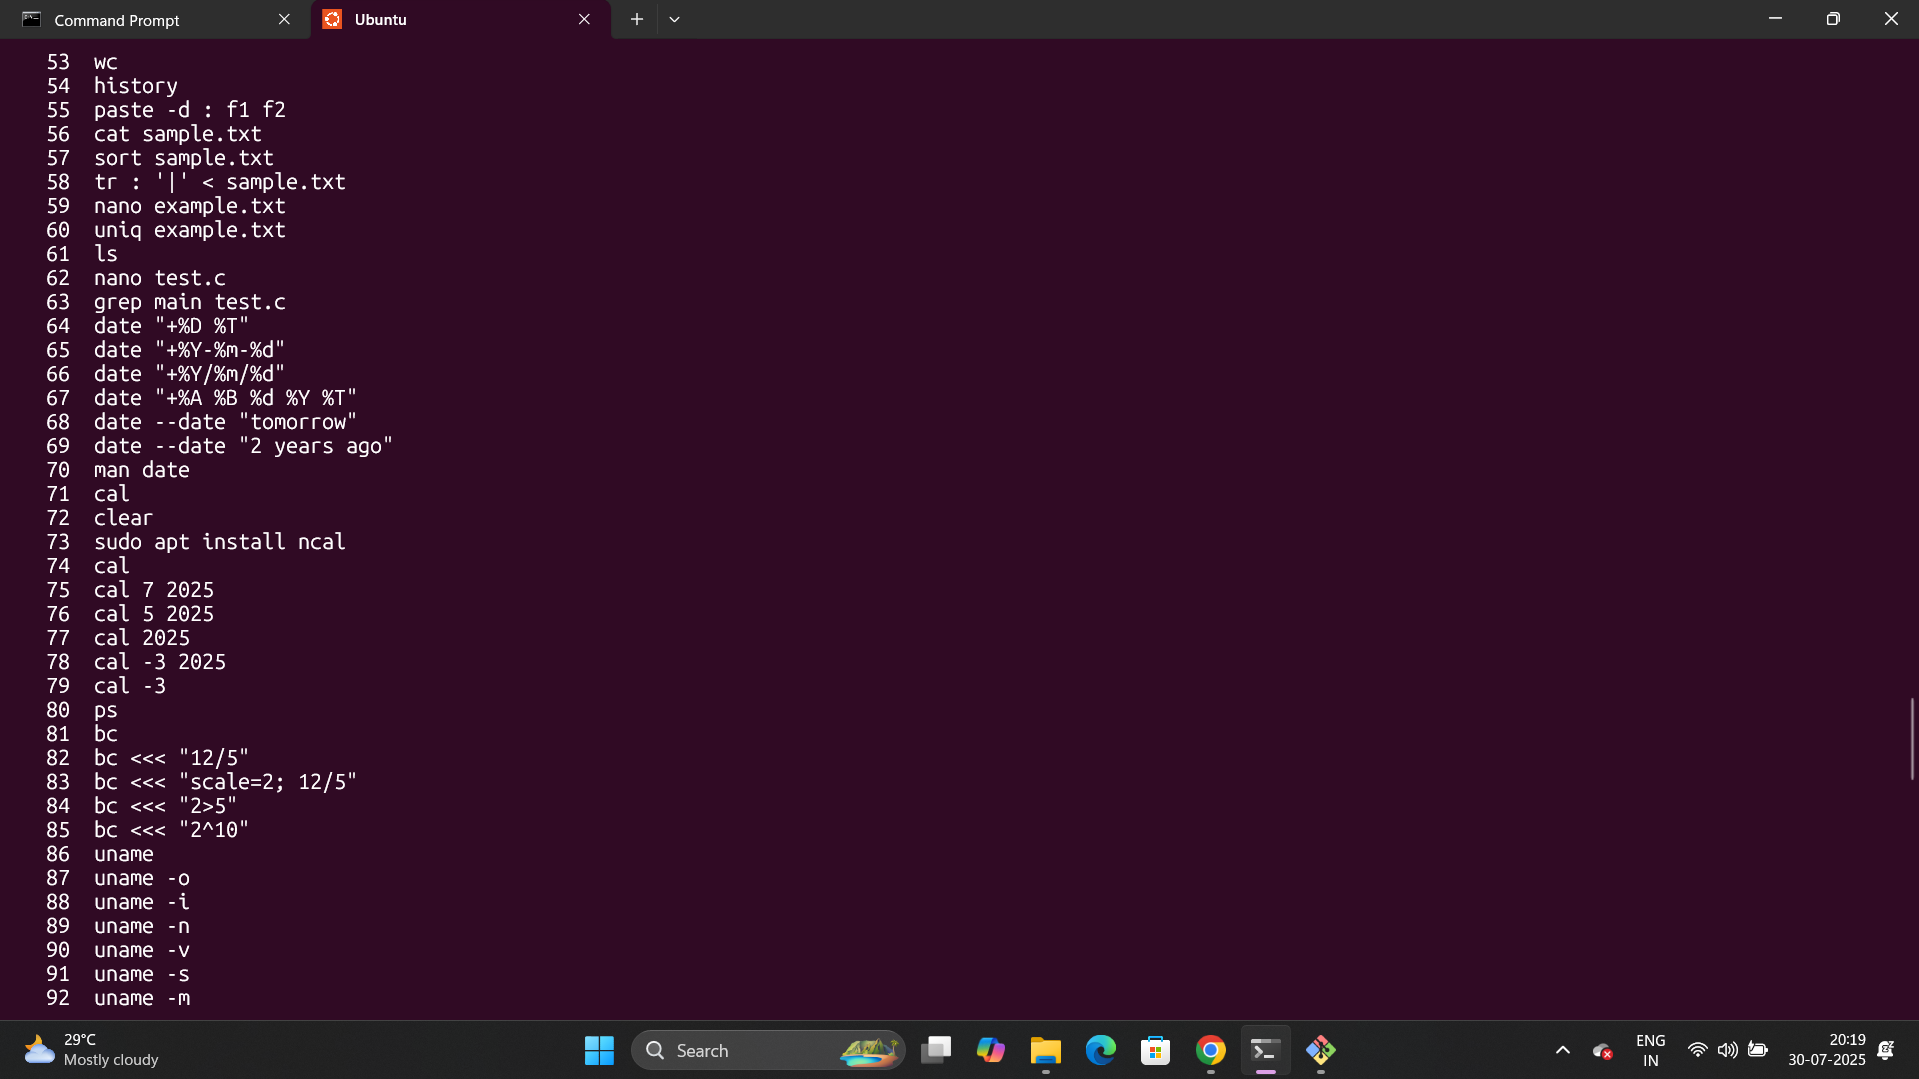 Command Prompt
Ubuntu
53 wc
54 history
55 paste -d : f1 f2
56 cat sample.txt
57 sort sample.txt
58 tr : '|' < sample.txt
59 nano example.txt
60 uniq example.txt
61 ls
62 nano test.c
63 grep main test.c
64 date "+%D %T"
65 date "+%Y-%m-%d"
66 date "+%Y/%m/%d"
67 date "+%A %B %d %Y %T"
68 date --date "tomorrow"
69 date --date "2 years ago"
70 man date
71 cal
72 clear
73 sudo apt install ncal
74 cal
75 cal 7 2025
76 cal 5 2025
77 cal 2025
78 cal -3 2025
79 cal -3
80 ps
81 bc
82 bc <<< "12/5"
83 bc <<< "scale=2; 12/5"
84 bc <<< "2>5"
85 bc <<< "2^10"
86 uname
87 uname -o
88 uname -i
89 uname -n
90 uname -v
91 uname -s
92 uname -m
29°C
Mostly cloudy
Search
ENG
IN
20:19
30-07-2025